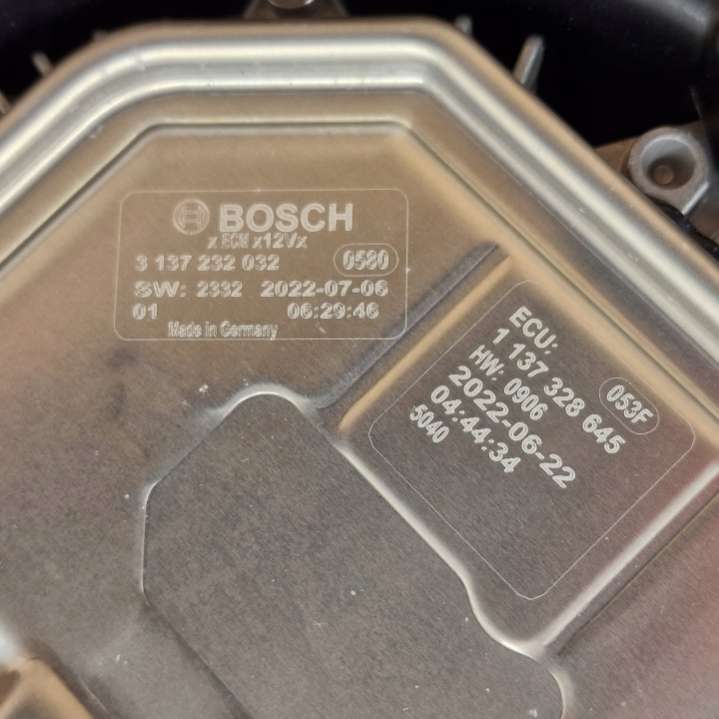 BOSCH
x ECM x12Vx
3 137 232 032 0580
SW: 2332 2022-07-06
01 06:29:46
Made in Germany
ECU:
1 137 328 645
HW: 0906 053F
2022-06-22
04:44:34
5040